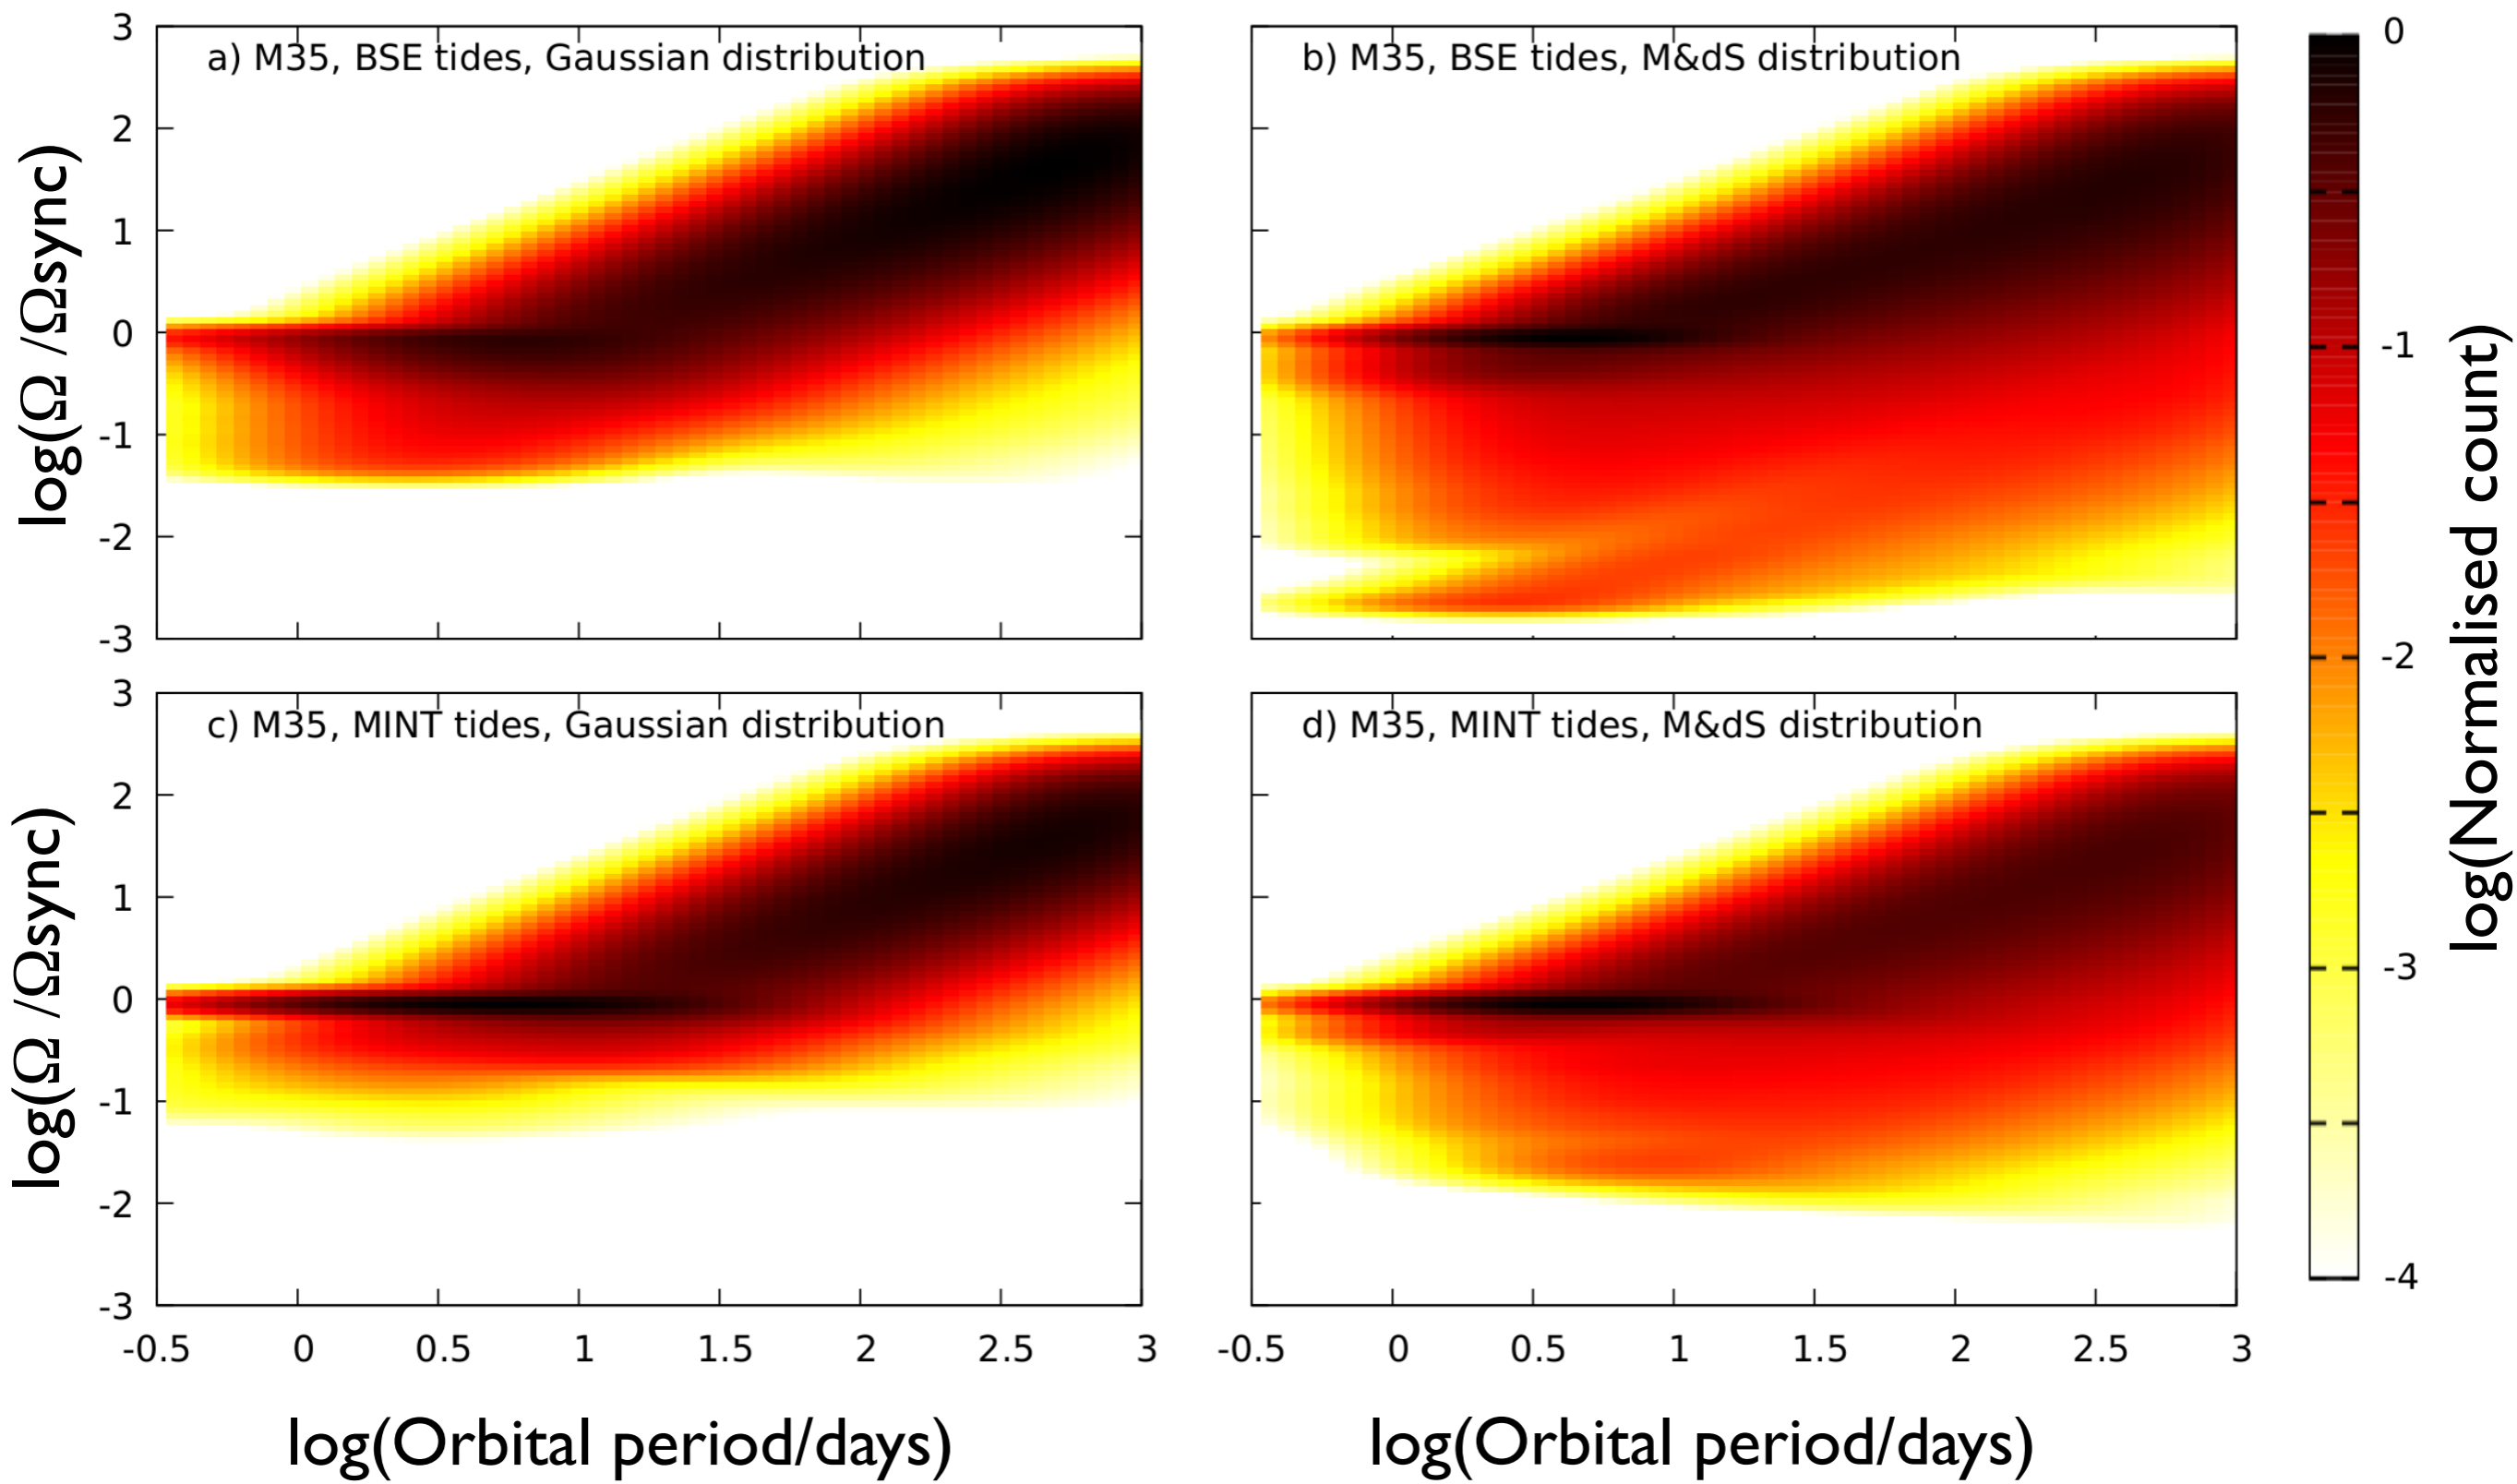 a) M35, BSE tides, Gaussian distribution
b) M35, BSE tides, M&dS distribution
3
2
1
0
-1
-2
-3
log(Ω /Ωsync)
c) M35, MINT tides, Gaussian distribution
d) M35, MINT tides, M&dS distribution
3
2
1
0
-1
-2
-3
log(Ω /Ωsync)
-0.5 0 0.5 1 1.5 2 2.5 3
-0.5 0 0.5 1 1.5 2 2.5 3
log(Orbital period/days)
log(Orbital period/days)
0
-1
-2
-3
-4
log(Normalised count)